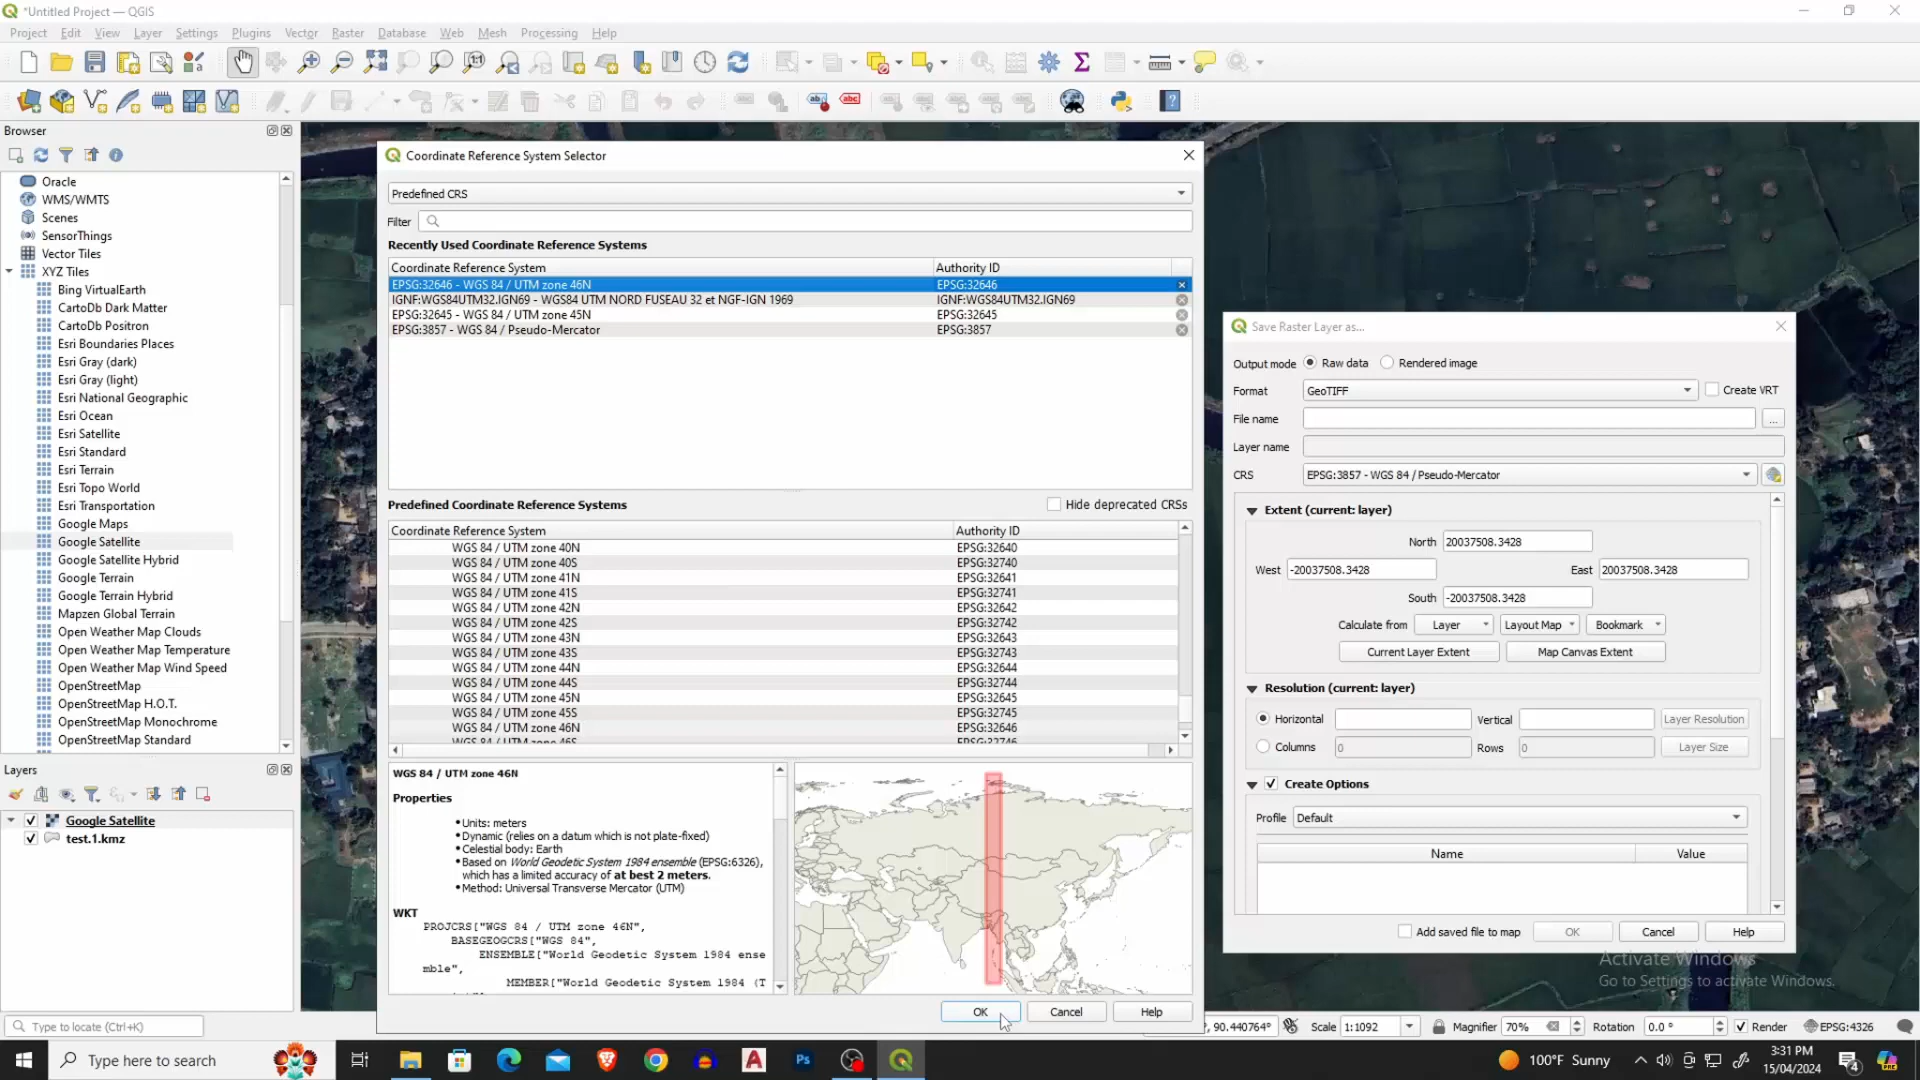 *Untitled Project — QGIS
Project Edit View Layer Settings Plugins Vector Raster Database Web Mesh Processing Help
Browser
Oracle
WMS/WMTS
Scenes
SensorThings
Vector Tiles
XYZ Tiles
Bing VirtualEarth
CartoDb Dark Matter
CartoDb Positron
Esri Boundaries Places
Esri Gray (dark)
Esri Gray (light)
Esri National Geographic
Esri Ocean
Esri Satellite
Esri Standard
Esri Terrain
Esri Topo World
Esri Transportation
Google Maps
Google Satellite
Google Satellite Hybrid
Google Terrain
Google Terrain Hybrid
Mapzen Global Terrain
Open Weather Map Clouds
Open Weather Map Temperature
Open Weather Map Wind Speed
OpenStreetMap
OpenStreetMap H.O.T.
OpenStreetMap Monochrome
OpenStreetMap Standard
Layers
Google Satellite
test.1.kmz
Type to locate (Ctrl+K)
Coordinate Reference System Selector
Predefined CRS
Filter
Recently Used Coordinate Reference Systems
Coordinate Reference System Authority ID
EPSG:32646 - WGS 84 / UTM zone 46N EPSG:32646
IGNF:WGS84UTM32.IGN69 - WGS84 UTM NORD FUSEAU 32 et NGF-IGN 1969 IGNF:WGS84UTM32.IGN69
EPSG:32645 - WGS 84 / UTM zone 45N EPSG:32645
EPSG:3857 - WGS 84 / Pseudo-Mercator EPSG:3857
Predefined Coordinate Reference Systems Hide deprecated CRSs
Coordinate Reference System Authority ID
WGS 84 / UTM zone 40N EPSG:32640
WGS 84 / UTM zone 40S EPSG:32740
WGS 84 / UTM zone 41N EPSG:32641
WGS 84 / UTM zone 41S EPSG:32741
WGS 84 / UTM zone 42N EPSG:32642
WGS 84 / UTM zone 42S EPSG:32742
WGS 84 / UTM zone 43N EPSG:32643
WGS 84 / UTM zone 43S EPSG:32743
WGS 84 / UTM zone 44N EPSG:32644
WGS 84 / UTM zone 44S EPSG:32744
WGS 84 / UTM zone 45N EPSG:32645
WGS 84 / UTM zone 45S EPSG:32745
WGS 84 / UTM zone 46N EPSG:32646
WGS 84 / UTM zone 46S EPSG:32746
WGS 84 / UTM zone 46N
Properties
• Units: meters
• Dynamic (relies on a datum which is not plate-fixed)
• Celestial body: Earth
• Based on World Geodetic System 1984 ensemble (EPSG:6326),
which has a limited accuracy of at best 2 meters.
• Method: Universal Transverse Mercator (UTM)
WKT
PROJCRS["WGS 84 / UTM zone 46N",
BASEGEOGCRS["WGS 84",
ENSEMBLE["World Geodetic System 1984 ense
mble",
MEMBER["World Geodetic System 1984 (T
OK Cancel Help
Save Raster Layer as...
Output mode Raw data Rendered image
Format GeoTIFF Create VRT
File name ...
Layer name
CRS EPSG:3857 - WGS 84 / Pseudo-Mercator
Extent (current: layer)
North 20037508.3428
West -20037508.3428 East 20037508.3428
South -20037508.3428
Calculate from Layer Layout Map Bookmark
Current Layer Extent Map Canvas Extent
Resolution (current: layer)
Horizontal Vertical Layer Resolution
Columns 0 Rows 0 Layer Size
Create Options
Profile Default
Name Value
Add saved file to map OK Cancel Help
Activate Windows
Go to Settings to activate Windows.
°, 90.440764° Scale 1:1092 Magnifier 70% Rotation 0.0 ° Render EPSG:4326
Type here to search
100°F Sunny
3:31 PM
15/04/2024
4